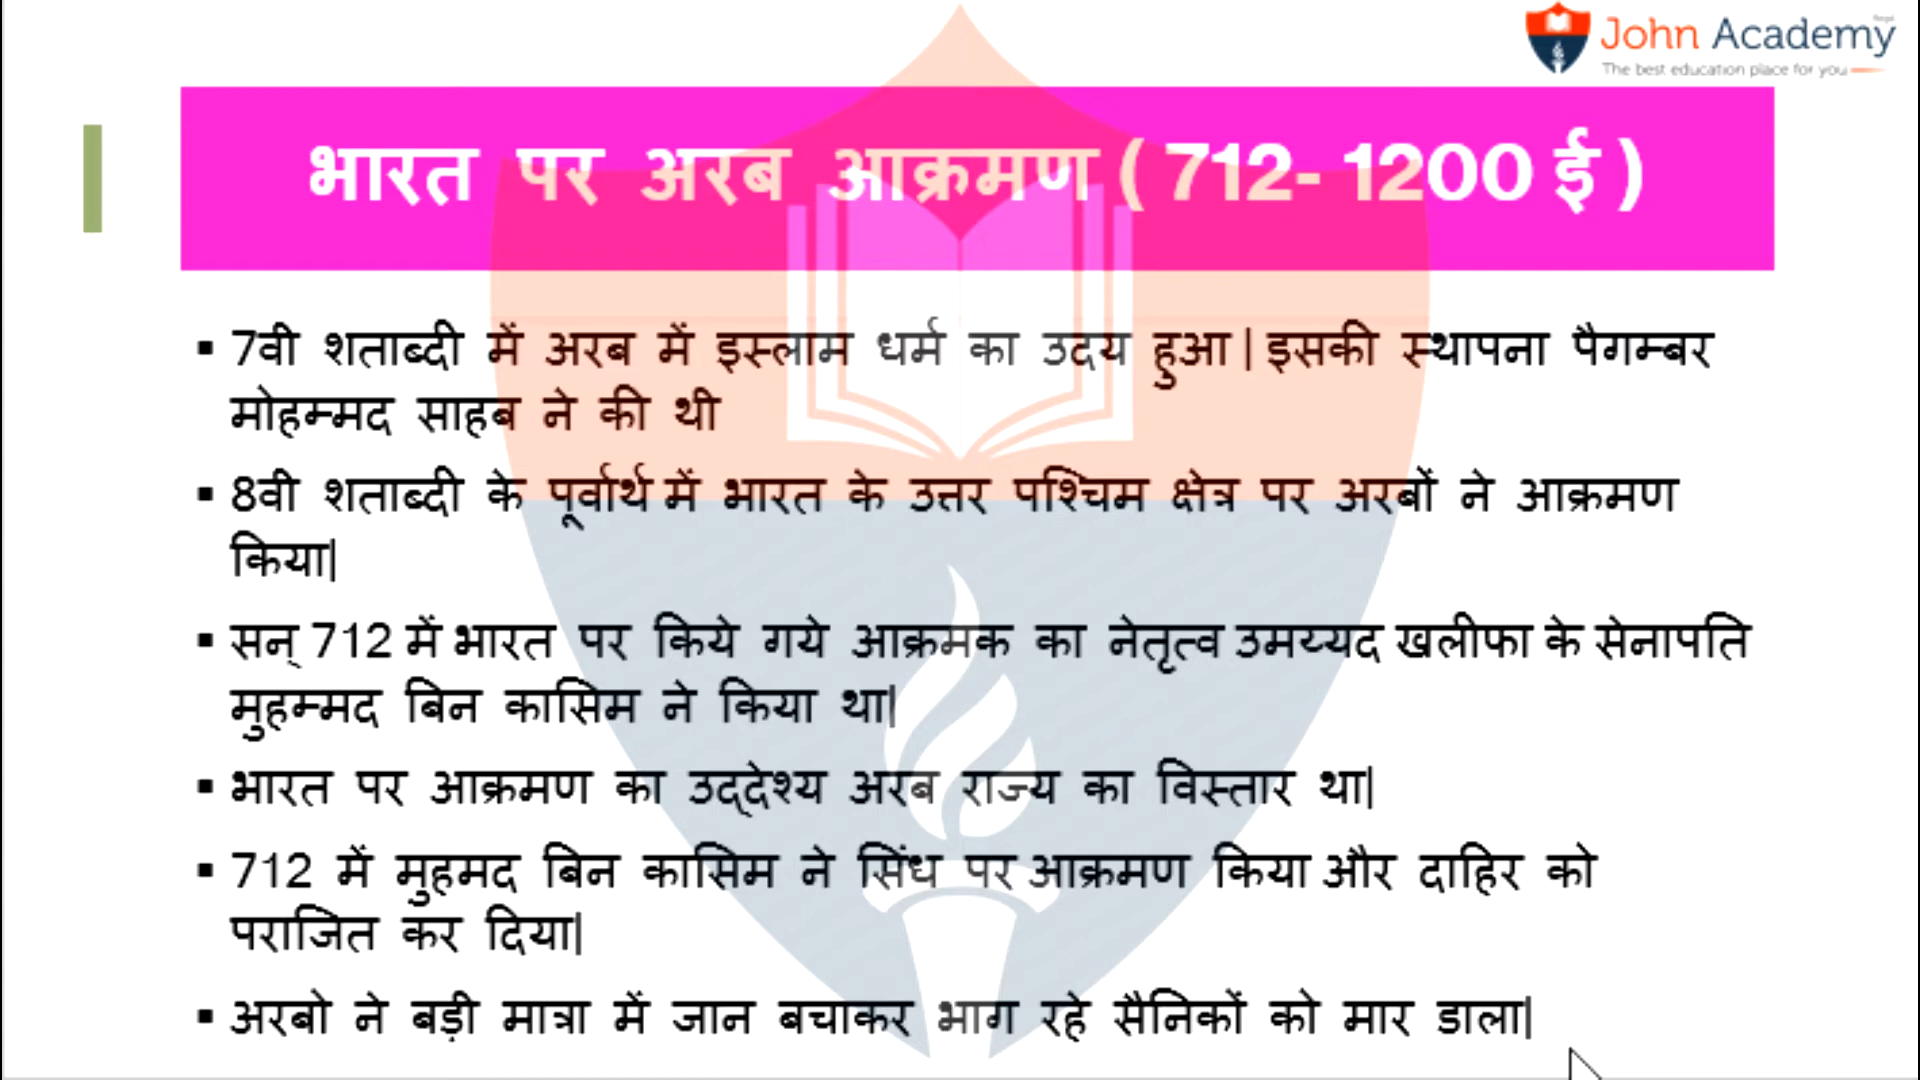 John Academy
The best education place for you
भारत पर अरब आक्रमण ( 712- 1200 ई )
▪ 7वी शताब्दी में अरब में इस्लाम धर्म का उदय हुआ | इसकी स्थापना पैगम्बर
मोहम्मद साहब ने की थी
▪ 8वी शताब्दी के पूर्वार्थ में भारत के उत्तर पश्चिम क्षेत्र पर अरबों ने आक्रमण
किया|
▪ सन् 712 में भारत पर किये गये आक्रमक का नेतृत्व उमय्यद खलीफा के सेनापति
मुहम्मद बिन कासिम ने किया था|
▪ भारत पर आक्रमण का उद्देश्य अरब राज्य का विस्तार था|
▪ 712 में मुहमद बिन कासिम ने सिंध पर आक्रमण किया और दाहिर को
पराजित कर दिया|
▪ अरबो ने बड़ी मात्रा में जान बचाकर भाग रहे सैनिकों को मार डाला|